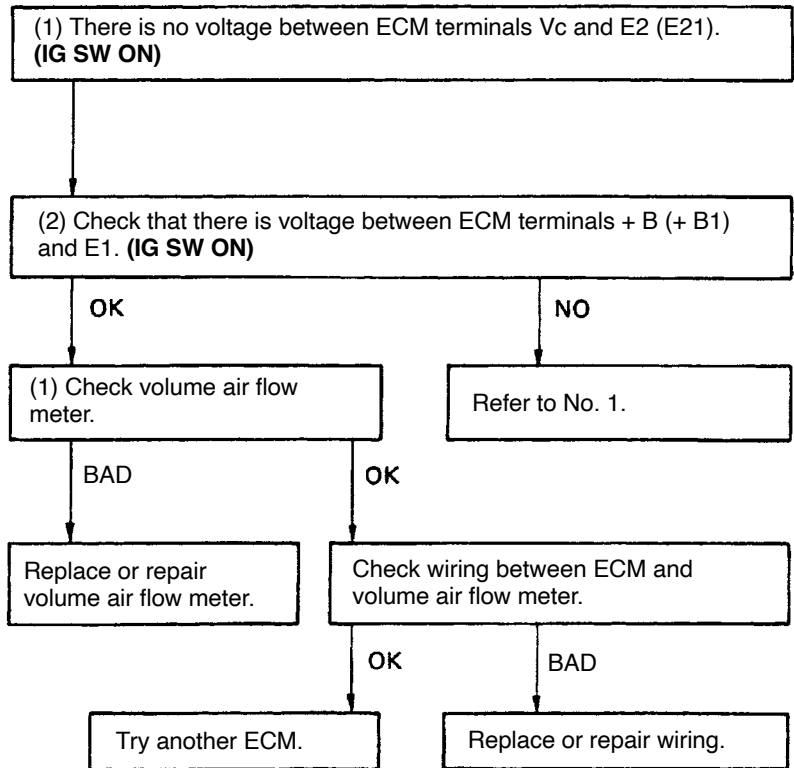 (1) There is no voltage between ECM terminals Vc and E2 (E21).
(IG SW ON)
(2) Check that there is voltage between ECM terminals + B (+ B1)
and E1. (IG SW ON)
OK
NO
(1) Check volume air flow
meter.
Refer to No. 1.
BAD
OK
Replace or repair
volume air flow meter.
Check wiring between ECM and
volume air flow meter.
OK
BAD
Try another ECM.
Replace or repair wiring.